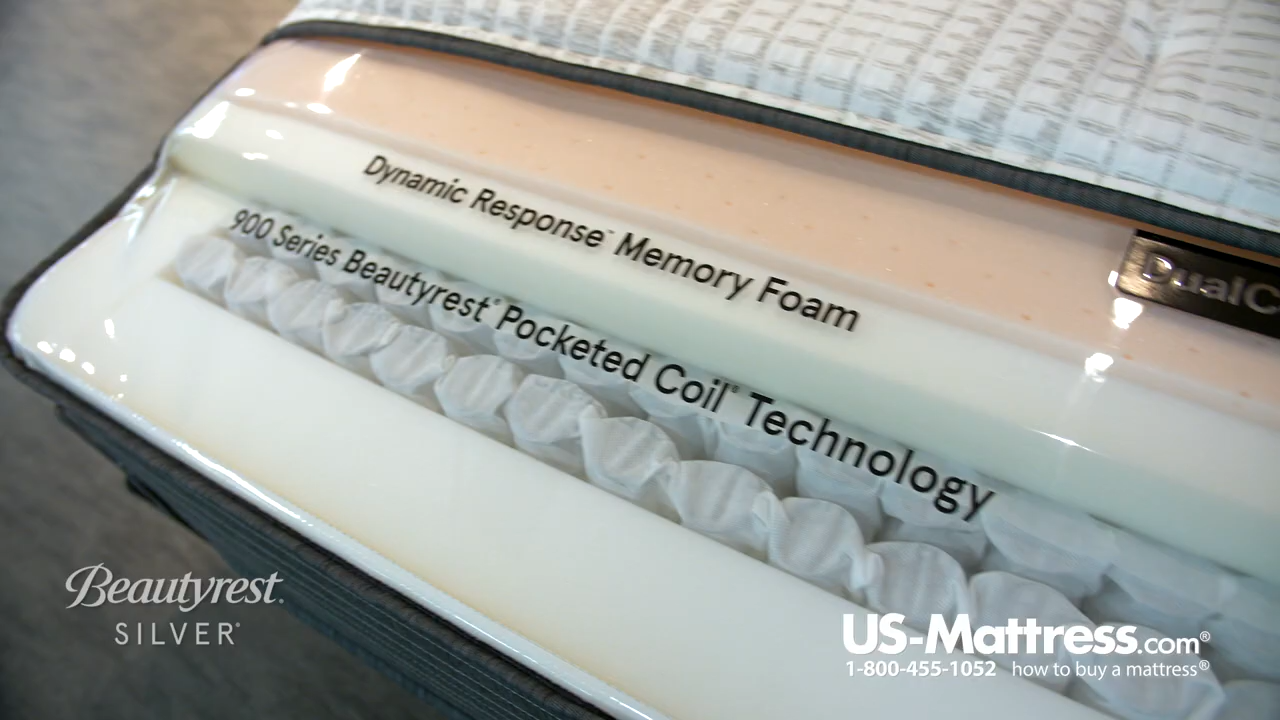 Dynamic Response™ Memory Foam
900 Series Beautyrest® Pocketed Coil® Technology
DualC
Beautyrest®
SILVER®
US-Mattress.com®
1-800-455-1052 how to buy a mattress®